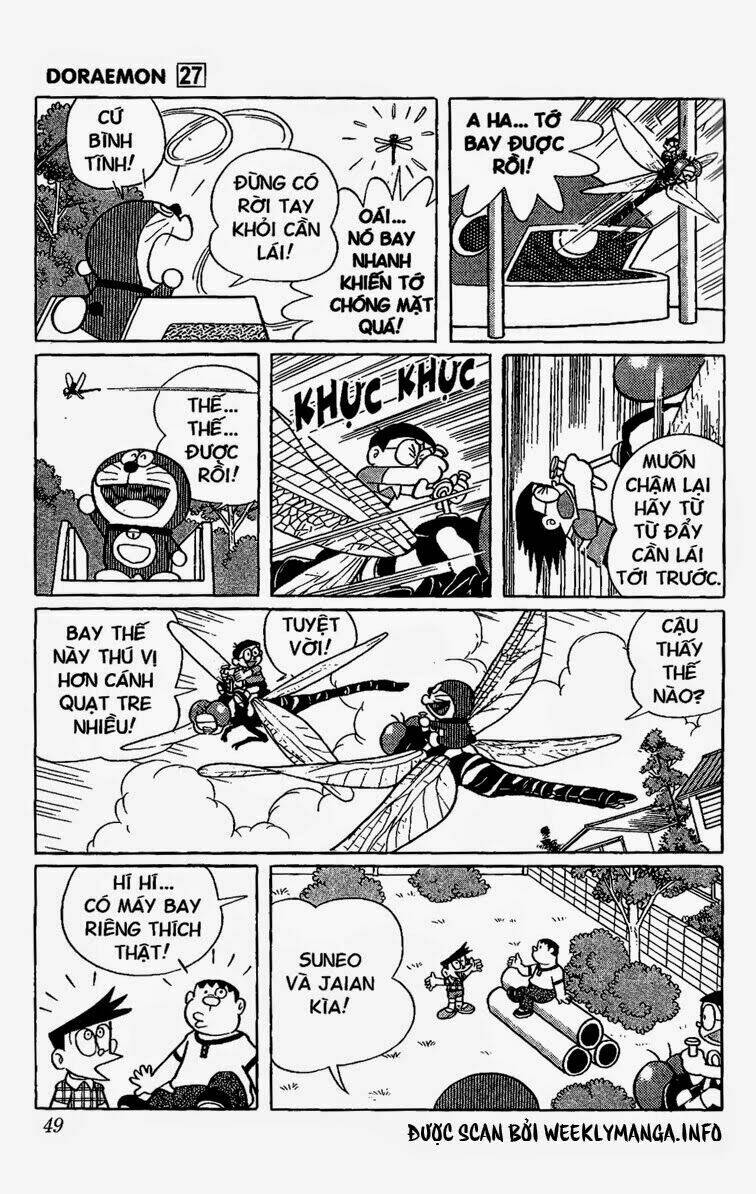 DORAEMON 27
A HA... TỚ
BAY ĐƯỢC
RỒI!
OÁI...
NÓ BAY
NHANH
KHIẾN TỚ
CHÓNG MẶT
QUÁ!
CỨ
BÌNH
TĨNH!
ĐỪNG CÓ
RỜI TAY
KHỎI CẦN
LÁI!
MUỐN
CHẬM LẠI
HÃY TỪ
TỪ ĐẨY
CẦN LÁI
TỚI TRƯỚC.
KHỰC KHỰC
THẾ...
THẾ...
ĐƯỢC
RỒI!
CẬU
THẤY
THẾ
NÀO?
TUYỆT
VỜI!
BAY THẾ
NÀY THÚ VỊ
HƠN CÁNH
QUẠT TRE
NHIỀU!
SUNEO
VÀ JAIAN
KÌA!
HÍ HÍ...
CÓ MÁY BAY
RIÊNG THÍCH
THẬT!
49
ĐƯỢC SCAN BỞI WEEKLYMANGA.INFO